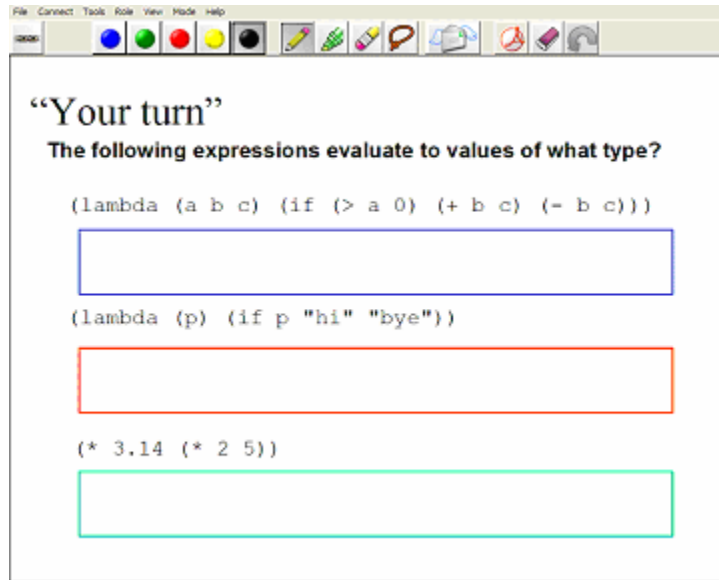 File Connect Tools Role View Mode Help
“Your turn”
The following expressions evaluate to values of what type?
(lambda (a b c) (if (> a 0) (+ b c) (- b c)))
(lambda (p) (if p "hi" "bye"))
(* 3.14 (* 2 5))